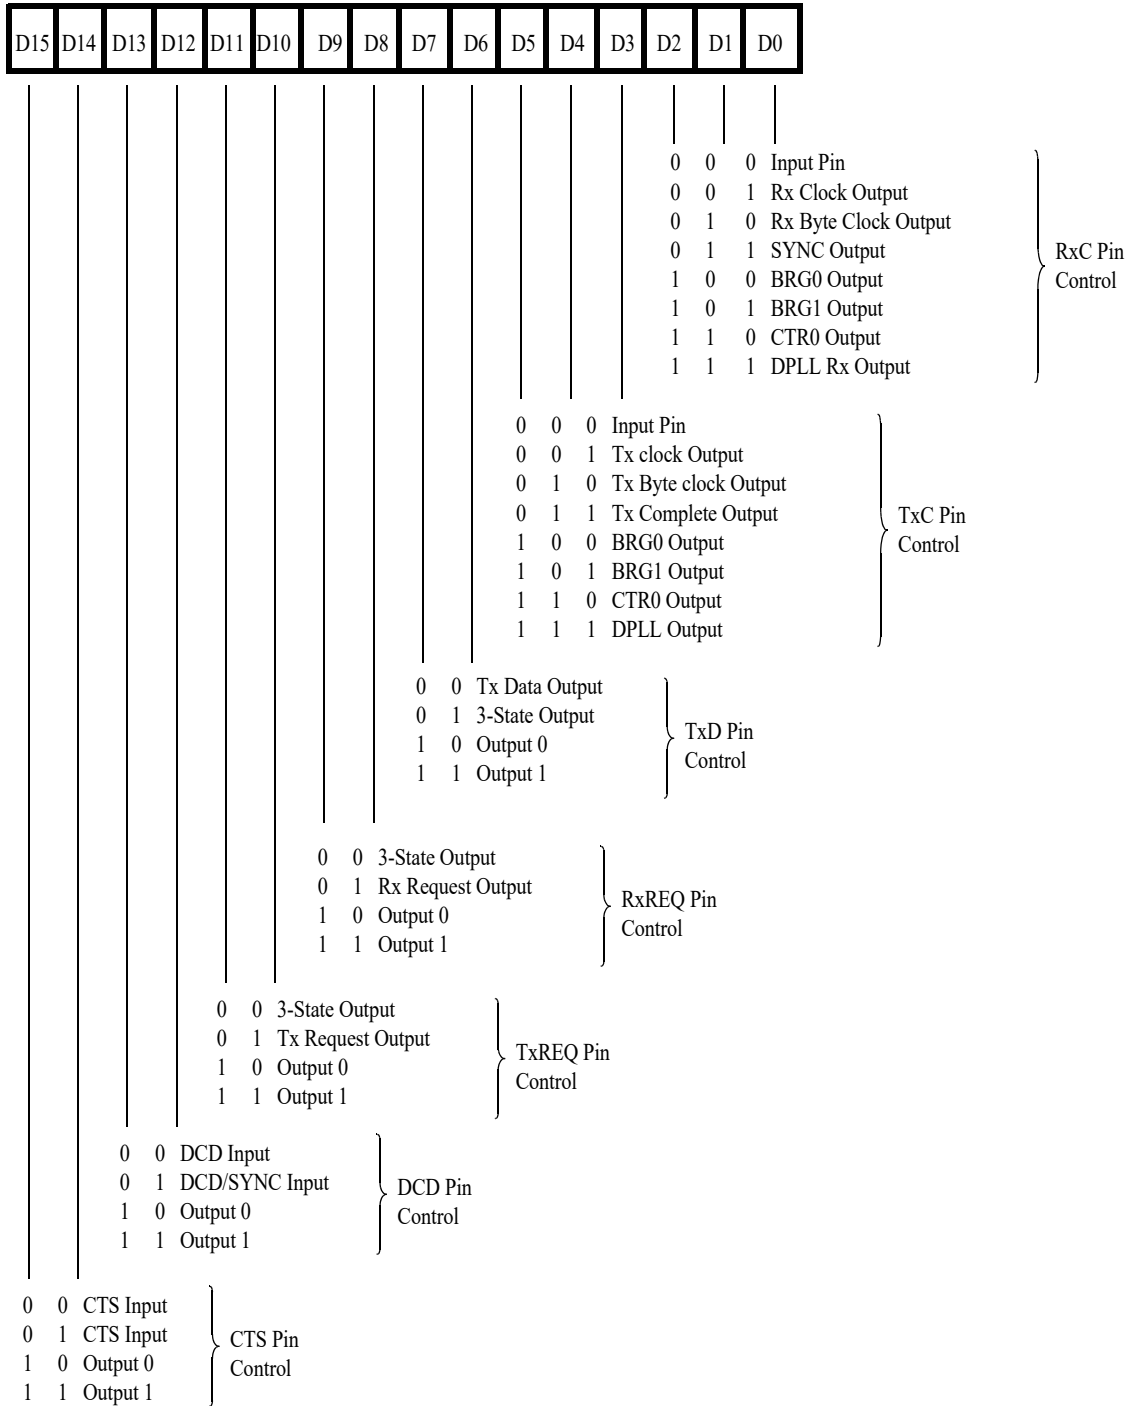 D15 D14 D13 D12 D11 D10 D9 D8 D7 D6 D5 D4 D3 D2 D1 D0
0 0 0 Input Pin
0 0 1 Rx Clock Output
0 1 0 Rx Byte Clock Output
0 1 1 SYNC Output
1 0 0 BRG0 Output
1 0 1 BRG1 Output
1 1 0 CTR0 Output
1 1 1 DPLL Rx Output
RxC Pin
Control
0 0 0 Input Pin
0 0 1 Tx clock Output
0 1 0 Tx Byte clock Output
0 1 1 Tx Complete Output
1 0 0 BRG0 Output
1 0 1 BRG1 Output
1 1 0 CTR0 Output
1 1 1 DPLL Output
TxC Pin
Control
0 0 Tx Data Output
0 1 3-State Output
1 0 Output 0
1 1 Output 1
TxD Pin
Control
0 0 3-State Output
0 1 Rx Request Output
1 0 Output 0
1 1 Output 1
RxREQ Pin
Control
0 0 3-State Output
0 1 Tx Request Output
1 0 Output 0
1 1 Output 1
TxREQ Pin
Control
0 0 DCD Input
0 1 DCD/SYNC Input
1 0 Output 0
1 1 Output 1
DCD Pin
Control
0 0 CTS Input
0 1 CTS Input
1 0 Output 0
1 1 Output 1
CTS Pin
Control